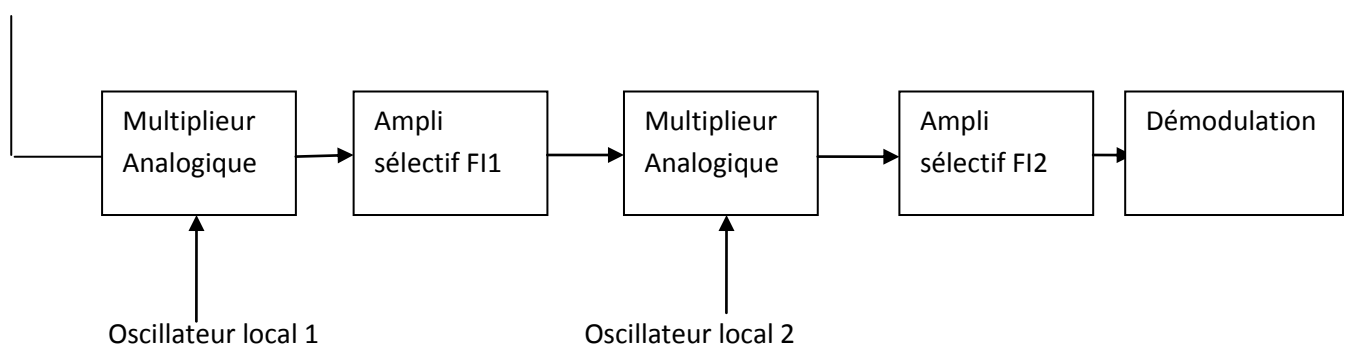 Multiplieur
Analogique
Ampli
sélectif FI1
Multiplieur
Analogique
Ampli
sélectif FI2
Démodulation
Oscillateur local 1
Oscillateur local 2